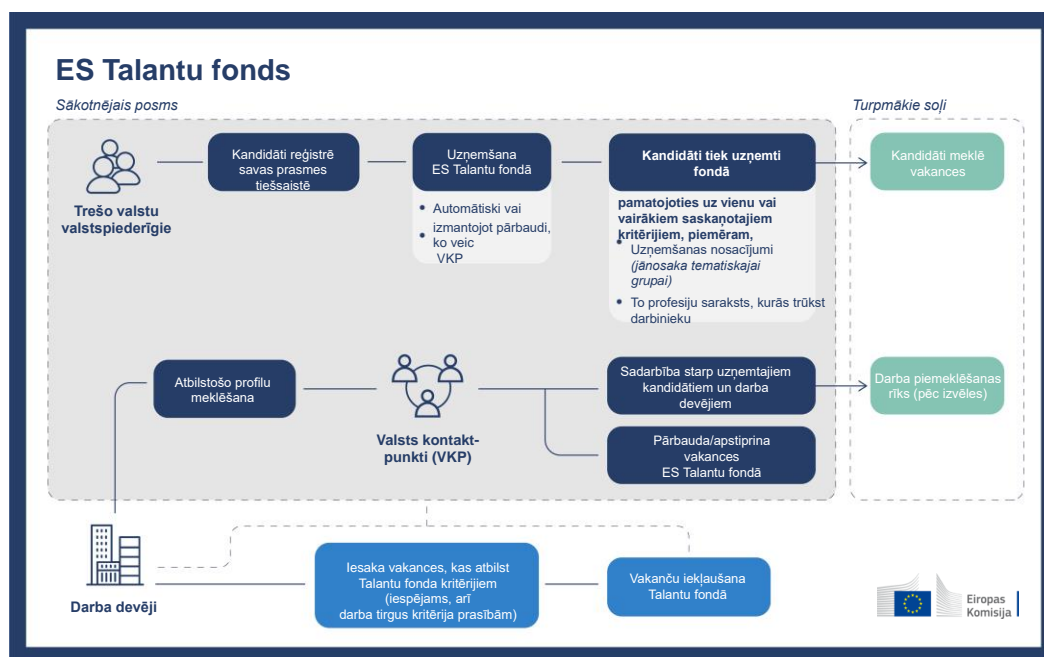 ES Talantu fonds
Sākotnējais posms
Turpmākie soļi
Trešo valstu
valstspiederīgie
Kandidāti reģistrē
savas prasmes
tiešsaistē
Uzņemšana
ES Talantu fondā
• Automātiski vai
• izmantojot pārbaudi,
ko veic
VKP
Kandidāti tiek uzņemti
fondā
pamatojoties uz vienu vai
vairākiem saskaņotajiem
kritērijiem, piemēram,
• Uzņemšanas nosacījumi
(jānosaka tematiskajai
grupai)
• To profesiju saraksts, kurās trūkst
darbinieku
Kandidāti meklē
vakances
Atbilstošo profilu
meklēšana
Valsts kontakt-
punkti (VKP)
Sadarbība starp uzņemtajiem
kandidātiem un darba
devējiem
Pārbauda/apstiprina
vakances
ES Talantu fondā
Darba piemeklēšanas
rīks (pēc izvēles)
Darba devēji
Iesaka vakances, kas atbilst
Talantu fonda kritērijiem
(iespējams, arī
darba tirgus kritērija prasībām)
Vakanču iekļaušana
Talantu fondā
Eiropas
Komisija